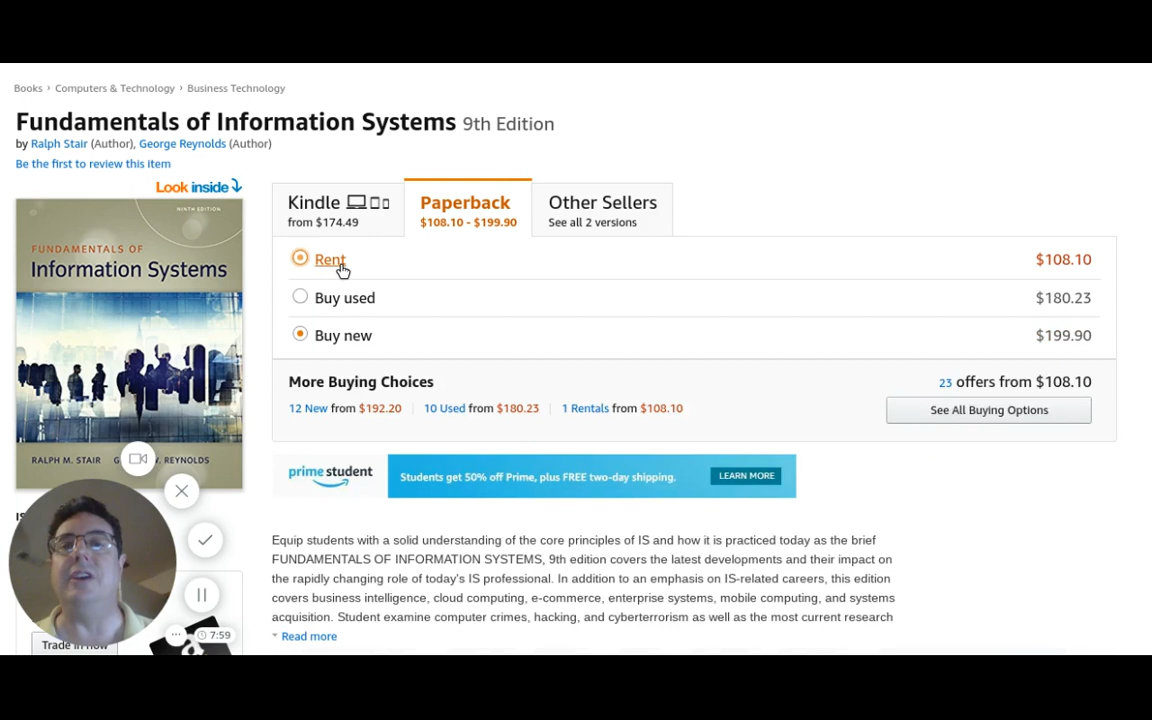 Books › Computers & Technology › Business Technology
Fundamentals of Information Systems 9th Edition
by Ralph Stair (Author), George Reynolds (Author)
Be the first to review this item
Look inside
NINTH EDITION
FUNDAMENTALS OF
Information Systems
RALPH M. STAIR
REYNOLDS
Kindle
from $174.49
Paperback
$108.10 - $199.90
Other Sellers
See all 2 versions
Rent $108.10
Buy used $180.23
Buy new $199.90
More Buying Choices
23 offers from $108.10
12 New from $192.20 | 10 Used from $180.23 | 1 Rentals from $108.10
See All Buying Options
prime student
Students get 50% off Prime, plus FREE two-day shipping.
LEARN MORE
Equip students with a solid understanding of the core principles of IS and how it is practiced today as the brief
FUNDAMENTALS OF INFORMATION SYSTEMS, 9th edition covers the latest developments and their impact on
the rapidly changing role of today's IS professional. In addition to an emphasis on IS-related careers, this edition
covers business intelligence, cloud computing, e-commerce, enterprise systems, mobile computing, and systems
acquisition. Student examine computer crimes, hacking, and cyberterrorism as well as the most current research
Read more
7:59
Trade in now